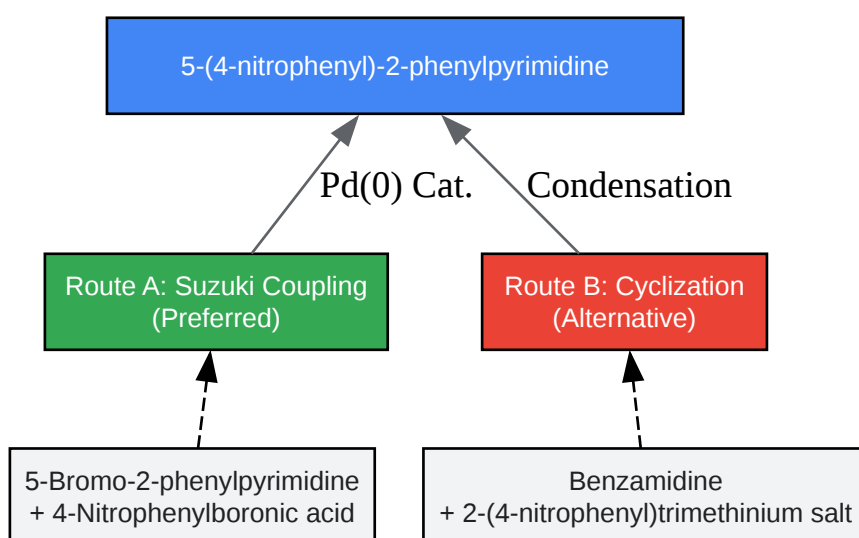 5-(4-nitrophenyl)-2-phenylpyrimidine
Pd(0) Cat.
Condensation
Route A: Suzuki Coupling
(Preferred)
Route B: Cyclization
(Alternative)
5-Bromo-2-phenylpyrimidine
+ 4-Nitrophenylboronic acid
Benzamidine
+ 2-(4-nitrophenyl)trimethinium salt